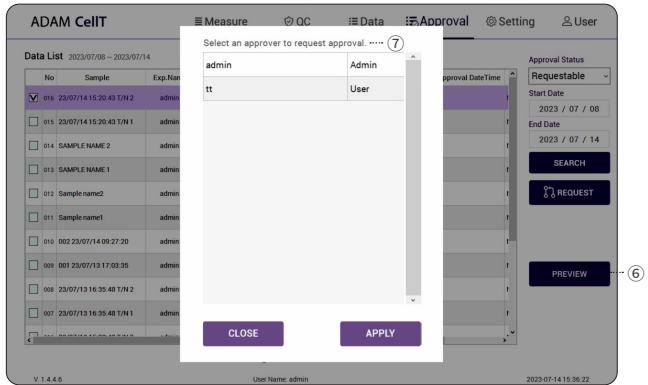 ADAM CellT
Measure
QC
Data
Approval
Setting
User
Select an approver to request approval. ⑦
admin Admin
tt User
CLOSE
APPLY
Data List 2023/07/08 ~ 2023/07/14
No Sample Exp.Nam pproval DateTime
016 23/07/14 15:20:43 T/N 2 admin
015 23/07/14 15:20:43 T/N 1 admin
014 SAMPLE NAME 2 admin
013 SAMPLE NAME 1 admin
012 Sample name2 admin
011 Sample name1 admin
010 002 23/07/14 09:27:20 admin
009 001 23/07/13 17:03:35 admin
008 23/07/13 16:35:48 T/N 2 admin
007 23/07/13 16:35:48 T/N 1 admin
Approval Status
Requestable
Start Date
2023 / 07 / 08
End Date
2023 / 07 / 14
SEARCH
REQUEST
PREVIEW ⑥
V. 1.4.4.6
User Name: admin
2023-07-14 15:36:22